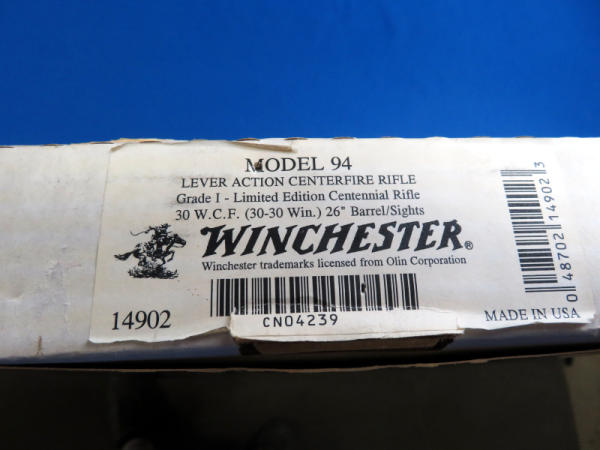 MODEL 94
LEVER ACTION CENTERFIRE RIFLE
Grade I - Limited Edition Centennial Rifle
30 W.C.F. (30-30 Win.) 26" Barrel/Sights
WINCHESTER®
Winchester trademarks licensed from Olin Corporation
14902
CN04239
MADE IN USA
0 48702 14902 3